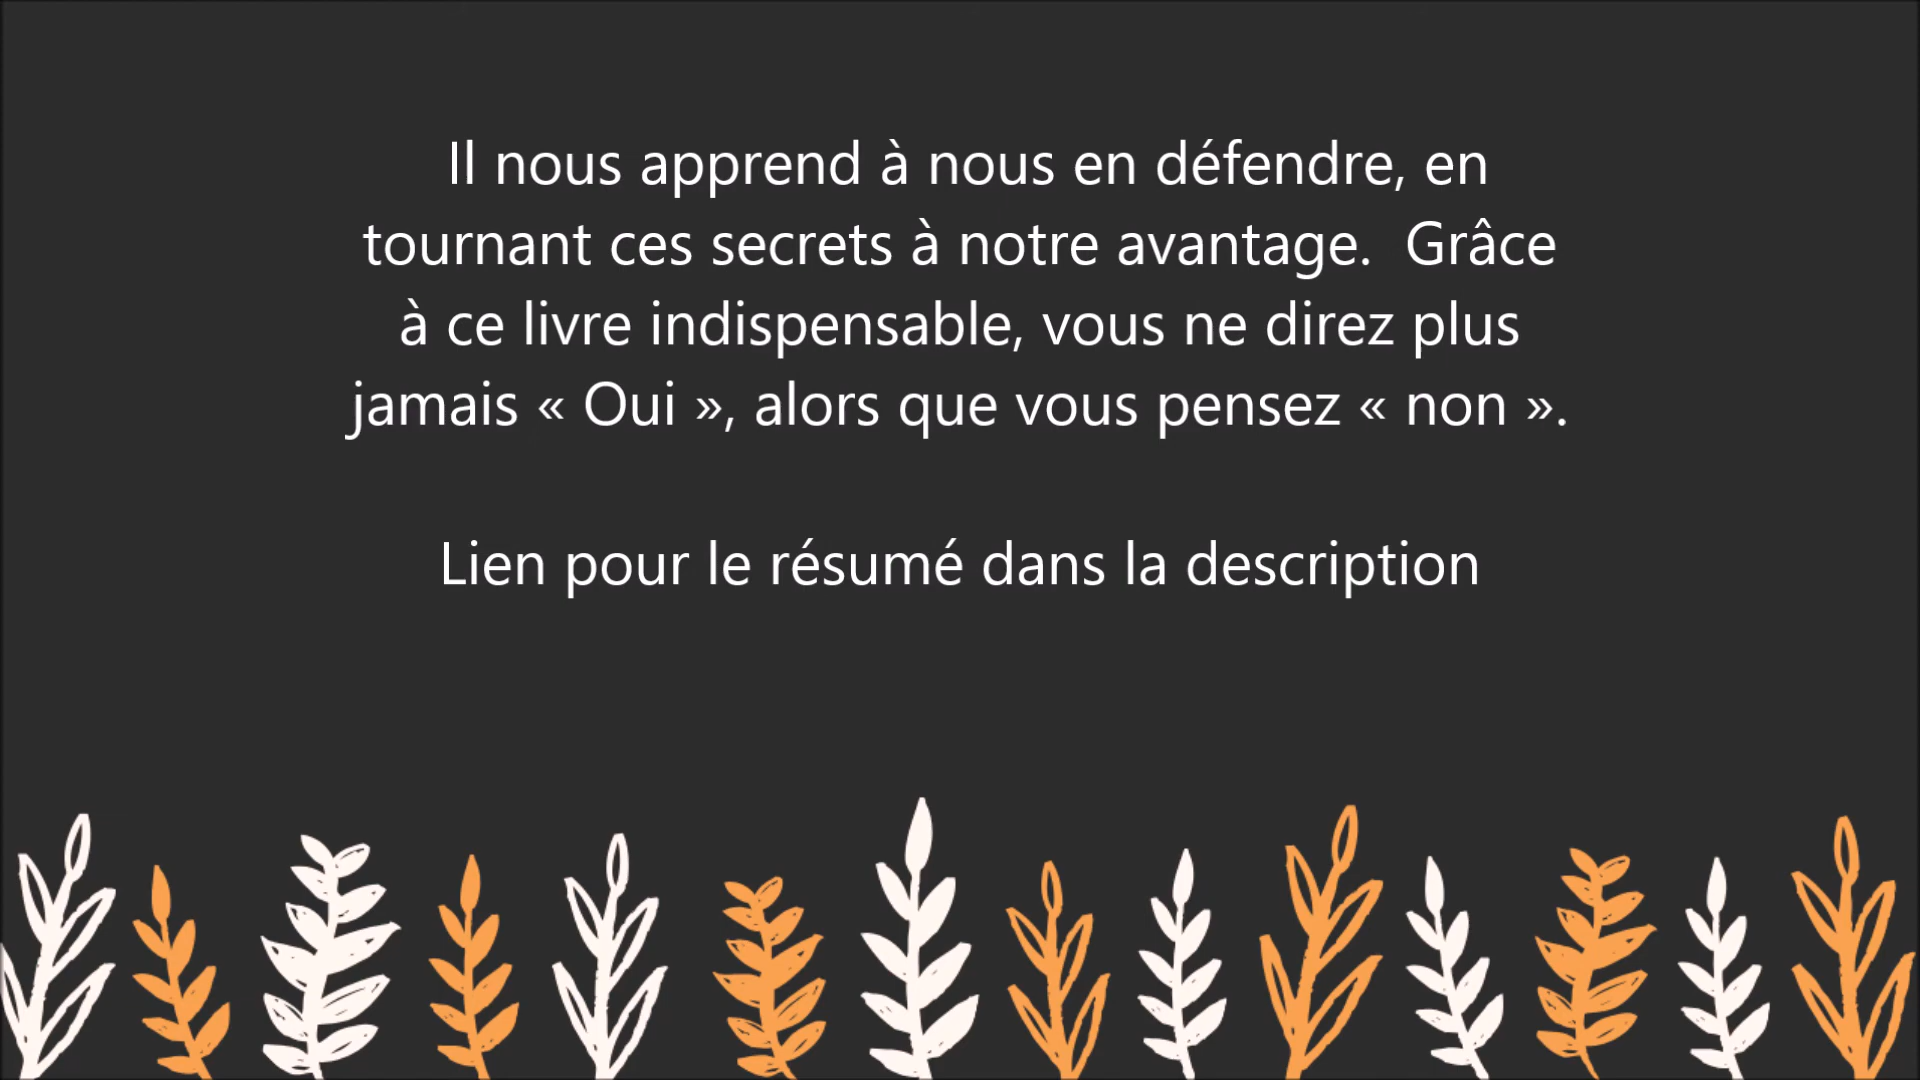 Il nous apprend à nous en défendre, en
tournant ces secrets à notre avantage.  Grâce
à ce livre indispensable, vous ne direz plus
jamais « Oui », alors que vous pensez « non ».
Lien pour le résumé dans la description